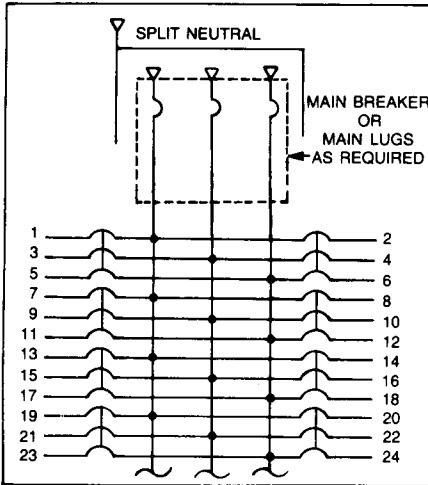 SPLIT NEUTRAL
MAIN BREAKER
OR
MAIN LUGS
AS REQUIRED
1 2
3 4
5 6
7 8
9 10
11 12
13 14
15 16
17 18
19 20
21 22
23 24